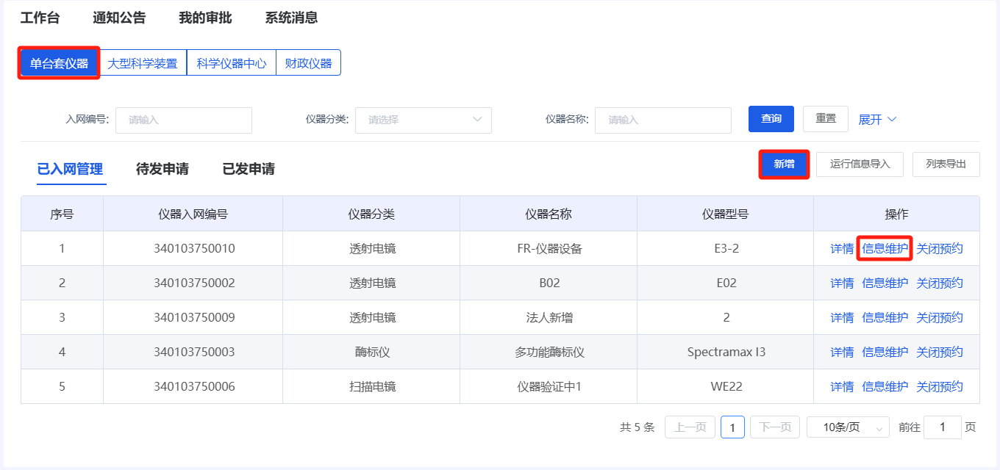 工作台 通知公告 我的审批 系统消息
单台套仪器 大型科学装置 科学仪器中心 财政仪器
入网编号: 请输入 仪器分类: 请选择 仪器名称: 请输入 查询 重置 展开
已入网管理 待发申请 已发申请 新增 运行信息导入 列表导出
序号 仪器入网编号 仪器分类 仪器名称 仪器型号 操作
1 340103750010 透射电镜 FR-仪器设备 E3-2 详情 信息维护 关闭预约
2 340103750002 透射电镜 B02 E02 详情 信息维护 关闭预约
3 340103750009 透射电镜 法人新增 2 详情 信息维护 关闭预约
4 340103750003 酶标仪 多功能酶标仪 Spectramax I3 详情 信息维护 关闭预约
5 340103750006 扫描电镜 仪器验证中1 WE22 详情 信息维护 关闭预约
共 5 条 上一页 1 下一页 10条/页 前往 1 页